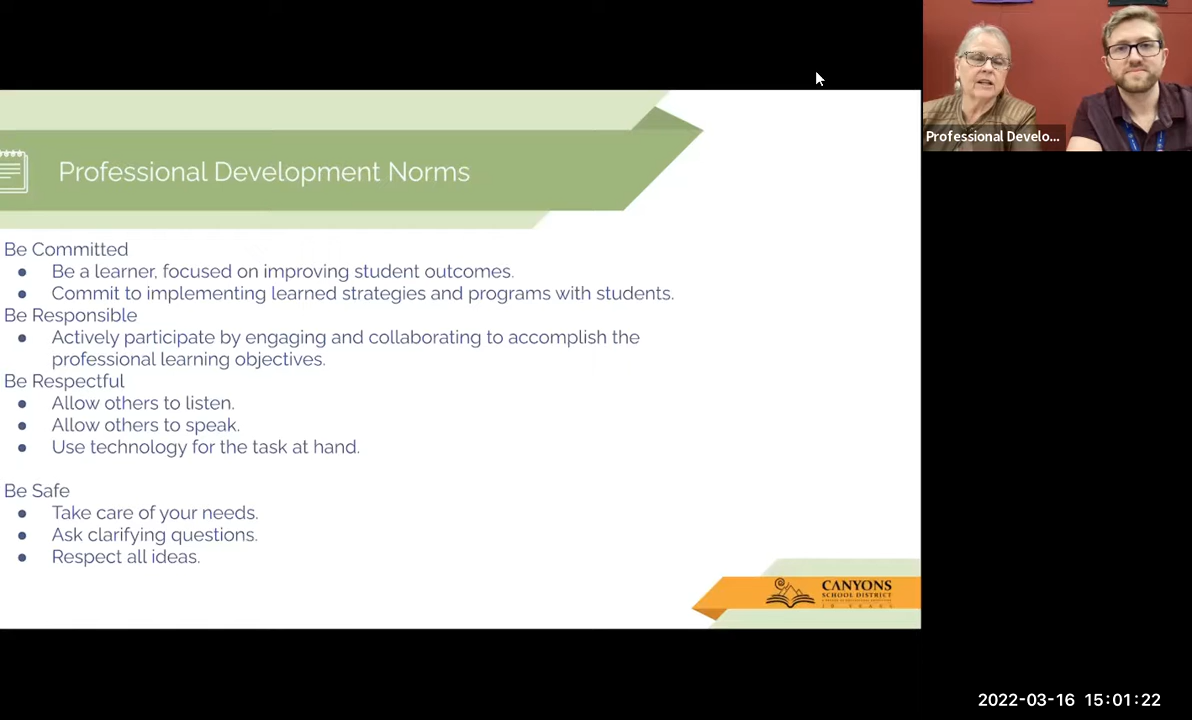 Professional Develo...
Professional Development Norms
Be Committed
● Be a learner, focused on improving student outcomes.
● Commit to implementing learned strategies and programs with students.
Be Responsible
● Actively participate by engaging and collaborating to accomplish the
professional learning objectives.
Be Respectful
● Allow others to listen.
● Allow others to speak.
● Use technology for the task at hand.
Be Safe
● Take care of your needs.
● Ask clarifying questions.
● Respect all ideas.
CANYONS
SCHOOL DISTRICT
2022-03-16 15:01:22